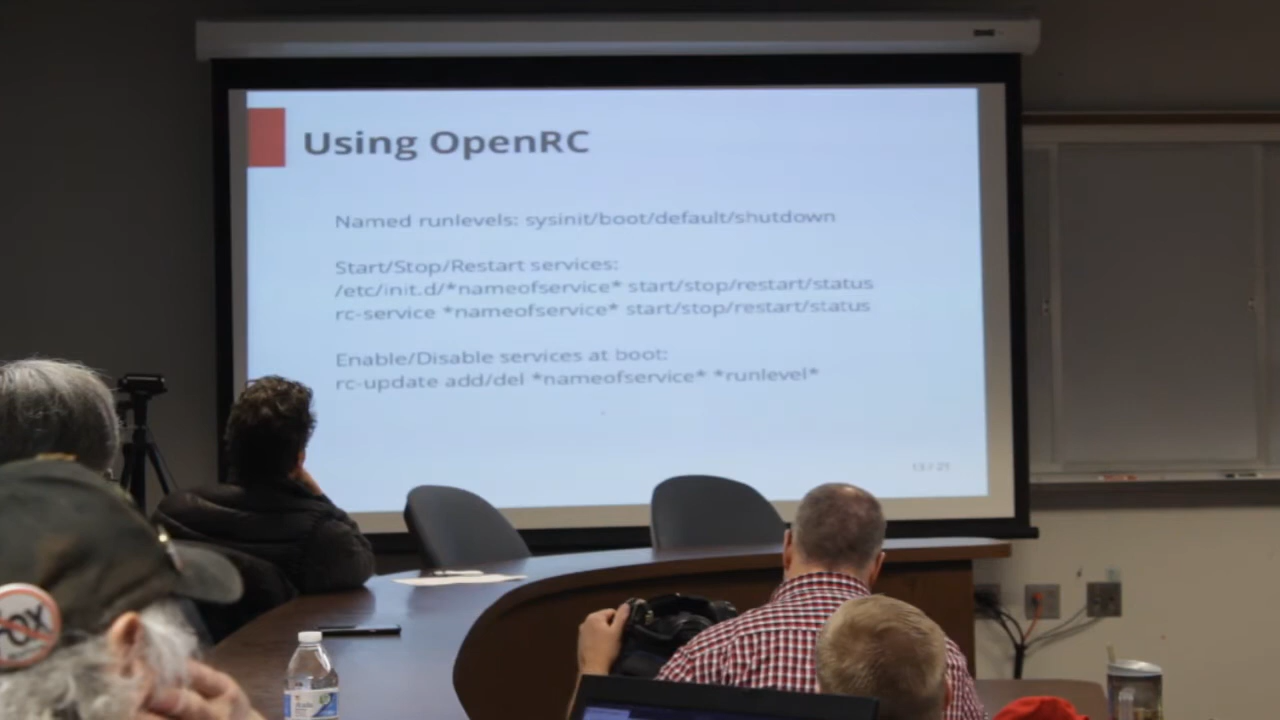 Using OpenRC
Named runlevels: sysinit/boot/default/shutdown
Start/Stop/Restart services:
/etc/init.d/*nameofservice* start/stop/restart/status
rc-service *nameofservice* start/stop/restart/status
Enable/Disable services at boot:
rc-update add/del *nameofservice* *runlevel*
FOX